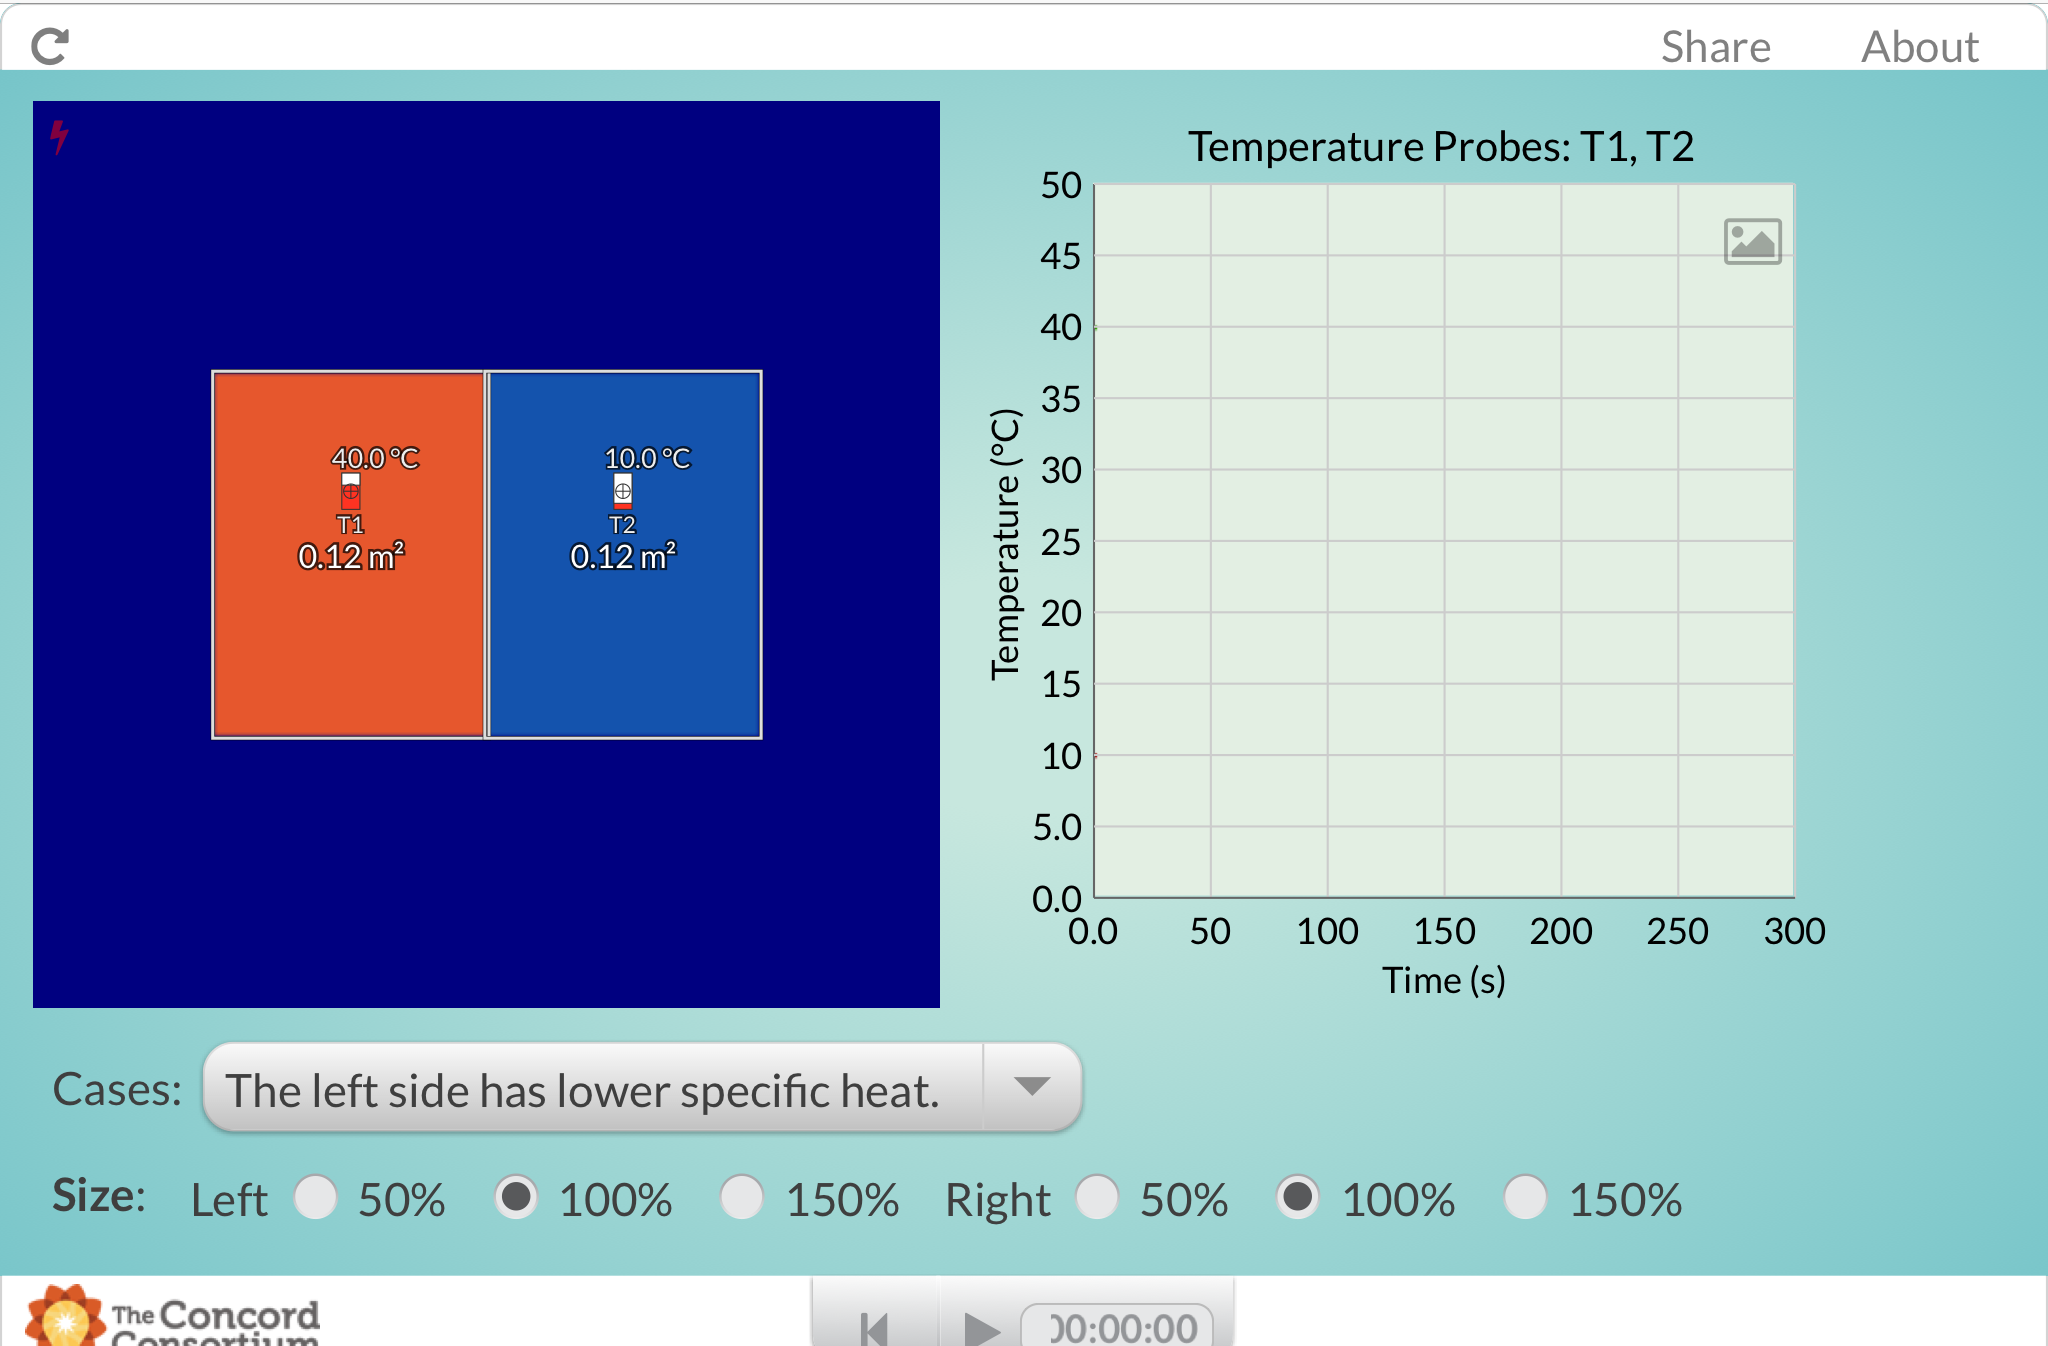 Share About
Temperature Probes: T1, T2
50
45
40
35
30
25
20
15
10
5.0
0.0
Temperature (°C)
0.0 50 100 150 200 250 300
Time (s)
40.0 °C
T1
0.12 m²
10.0 °C
T2
0.12 m²
Cases: The left side has lower specific heat.
Size: Left 50% 100% 150% Right 50% 100% 150%
The Concord
Consortium
00:00:00